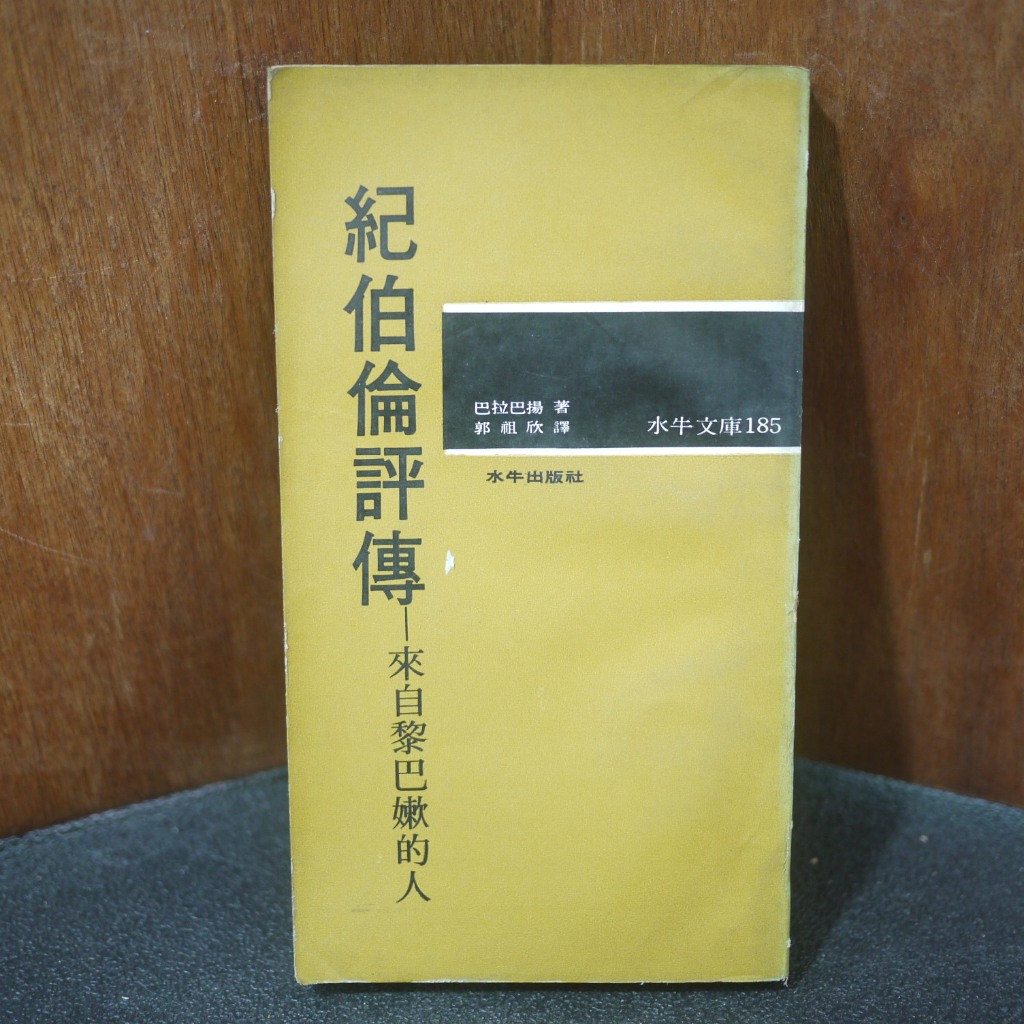 紀伯倫評傳
—來自黎巴嫩的人
巴拉巴揚 著
郭祖欣 譯
水牛文庫185
水牛出版社